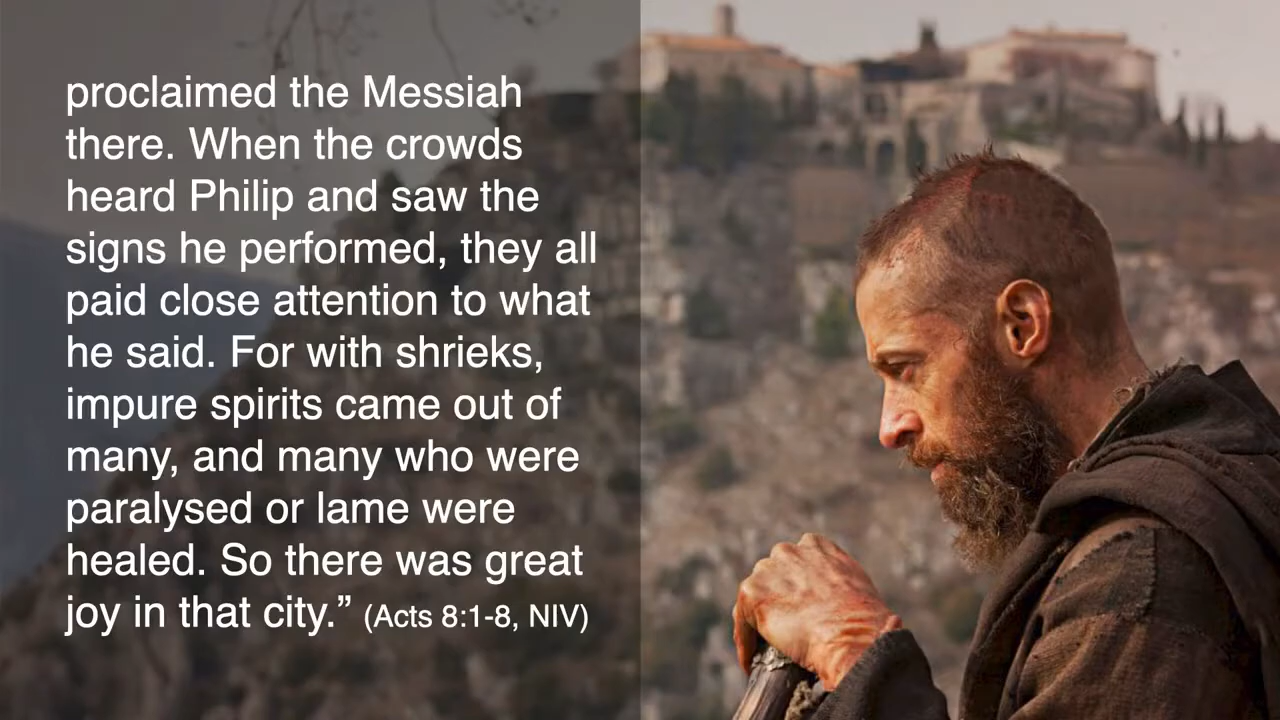 proclaimed the Messiah
there. When the crowds
heard Philip and saw the
signs he performed, they all
paid close attention to what
he said. For with shrieks,
impure spirits came out of
many, and many who were
paralysed or lame were
healed. So there was great
joy in that city.” (Acts 8:1-8, NIV)